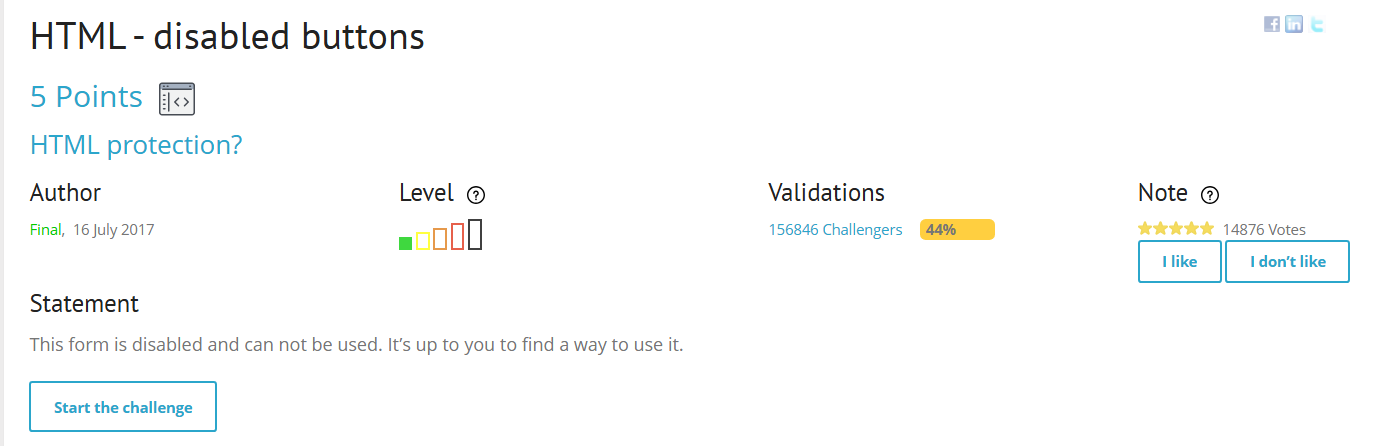 HTML - disabled buttons
5 Points
HTML protection?
Author
Level
Validations
Note
Final, 16 July 2017
156846 Challengers
44%
14876 Votes
I like
I don't like
Statement
This form is disabled and can not be used. It's up to you to find a way to use it.
Start the challenge